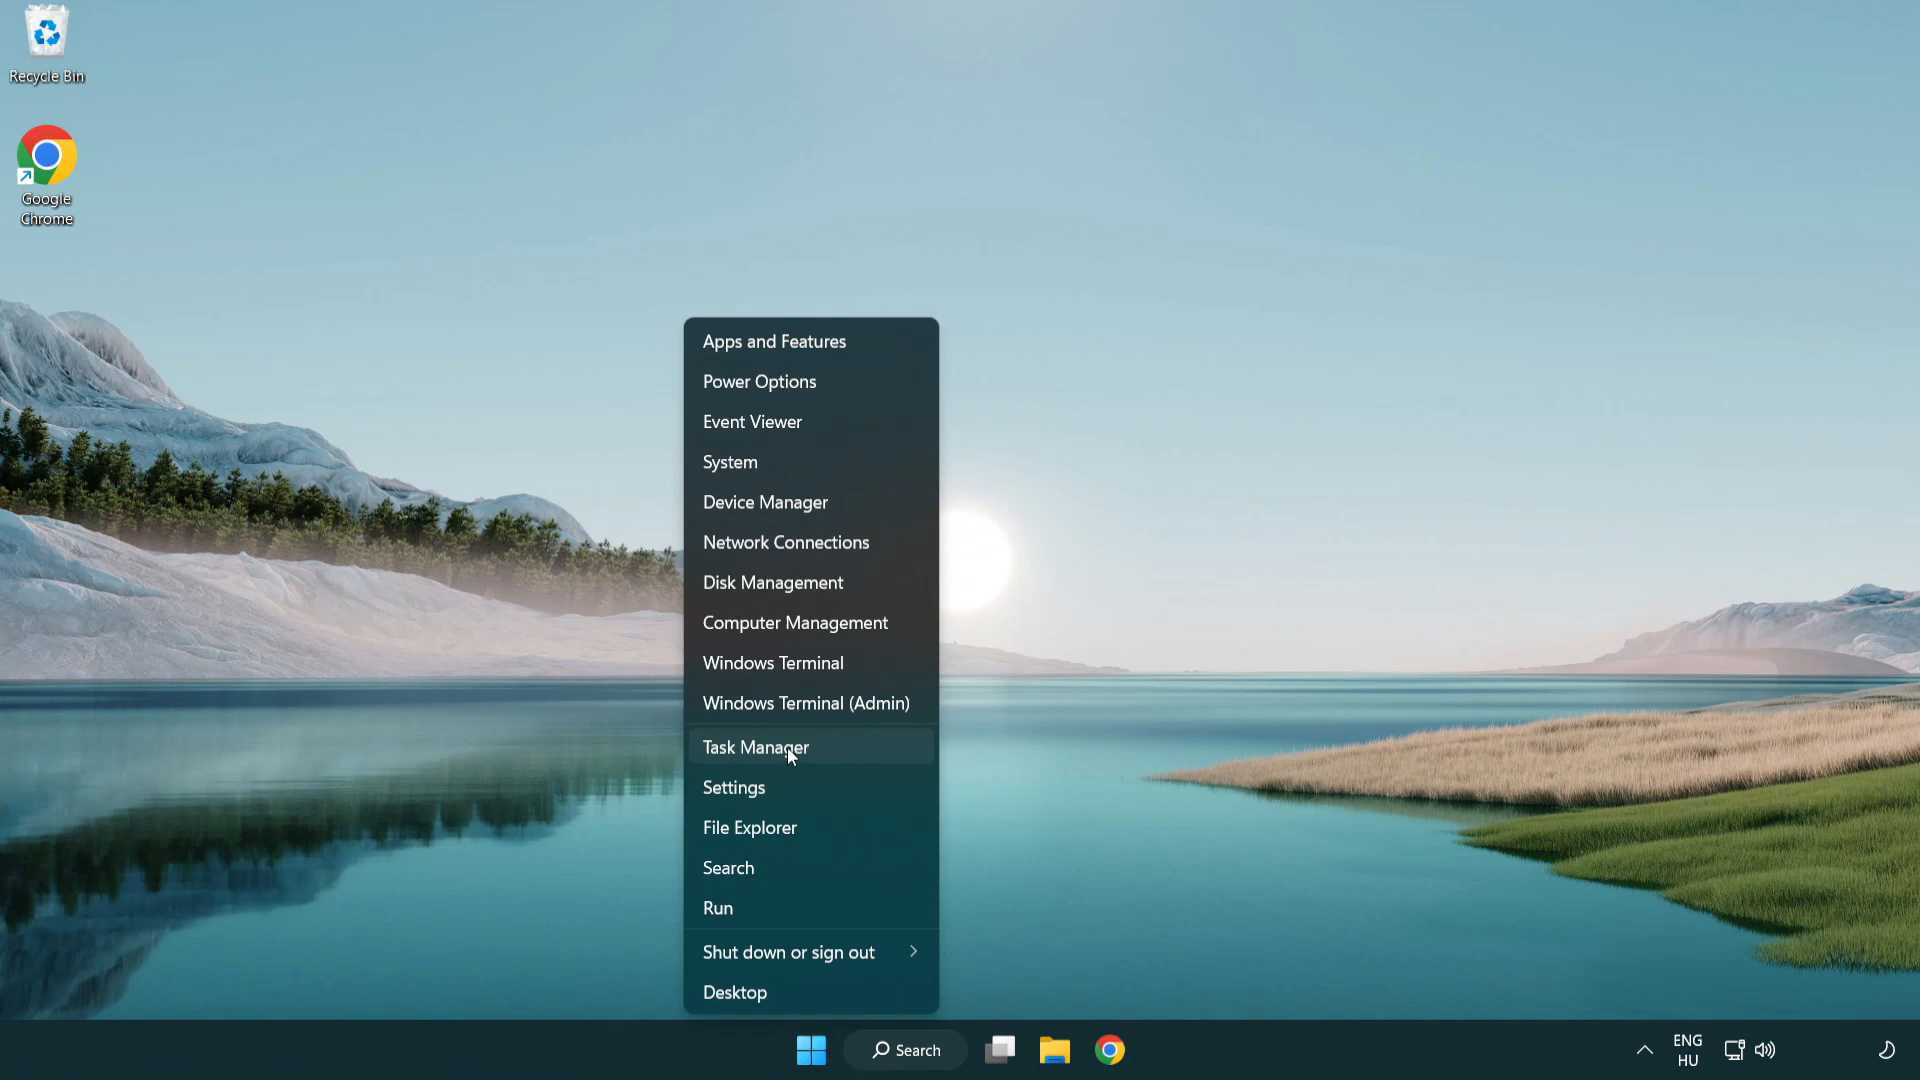 Recycle Bin
Google
Chrome
Apps and Features
Power Options
Event Viewer
System
Device Manager
Network Connections
Disk Management
Computer Management
Windows Terminal
Windows Terminal (Admin)
Task Manager
Settings
File Explorer
Search
Run
Shut down or sign out
Desktop
Search
ENG
HU